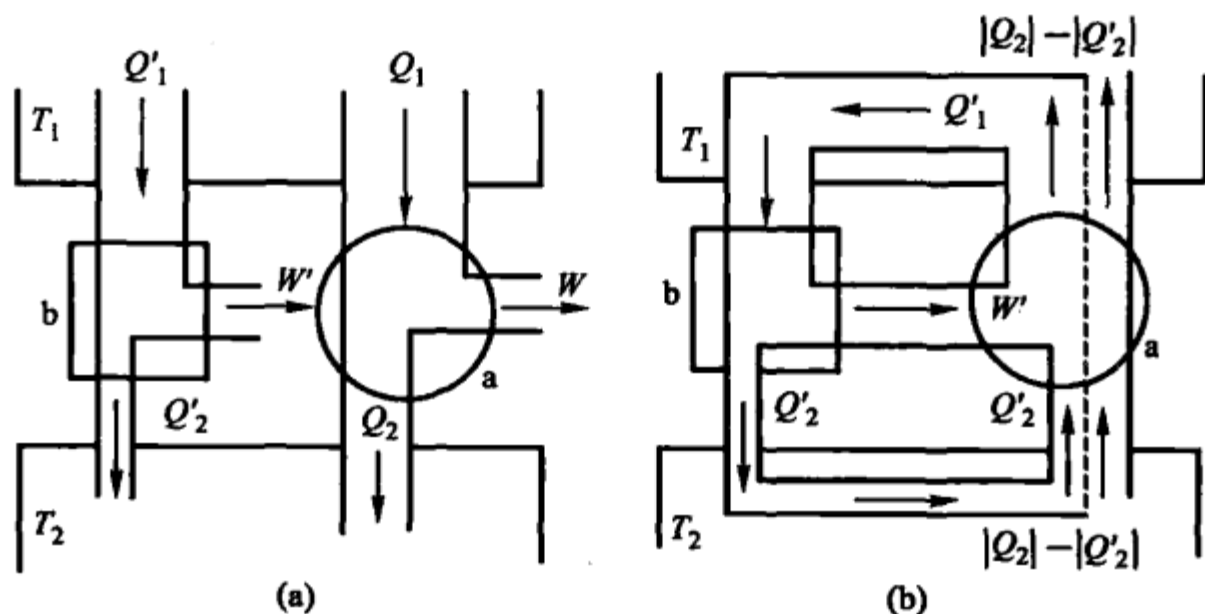 Q'₁
Q₁
T₁
b
W'
W
a
Q'₂
Q₂
T₂
(a)
|Q₂|−|Q'₂|
Q'₁
T₁
b
W'
a
Q'₂
Q'₂
T₂
|Q₂|−|Q'₂|
(b)